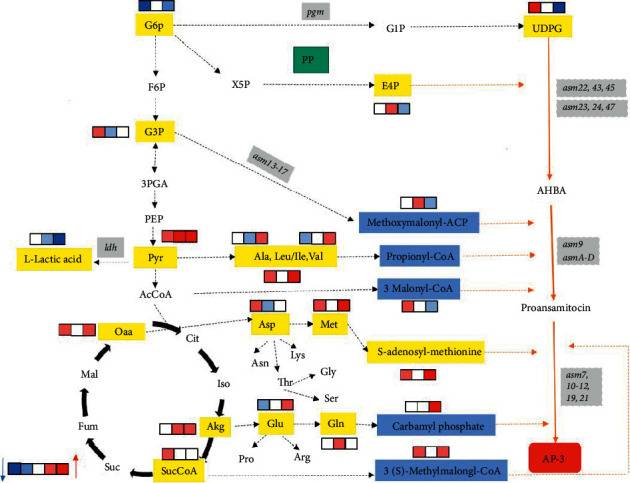 G6p
pgm
G1P
UDPG
PP
F6P
X5P
E4P
asm22, 43, 45
asm23, 24, 47
G3P
asm13-17
3PGA
AHBA
PEP
Methoxymalonyl-ACP
ldh
L-Lactic acid
Pyr
Ala, Leu/Ile,Val
Propionyl-CoA
asm9
asmA-D
AcCoA
3 Malonyl-CoA
Proansamitocin
Oaa
Cit
Asp
Met
S-adenosyl-methionine
Asn
Lys
Mal
Iso
Thr
Gly
Ser
asm7,
10-12,
19, 21
Fum
Akg
Glu
Gln
Carbamyl phosphate
Pro
Arg
AP-3
Suc
SucCoA
3 (S)-Methylmalongl-CoA